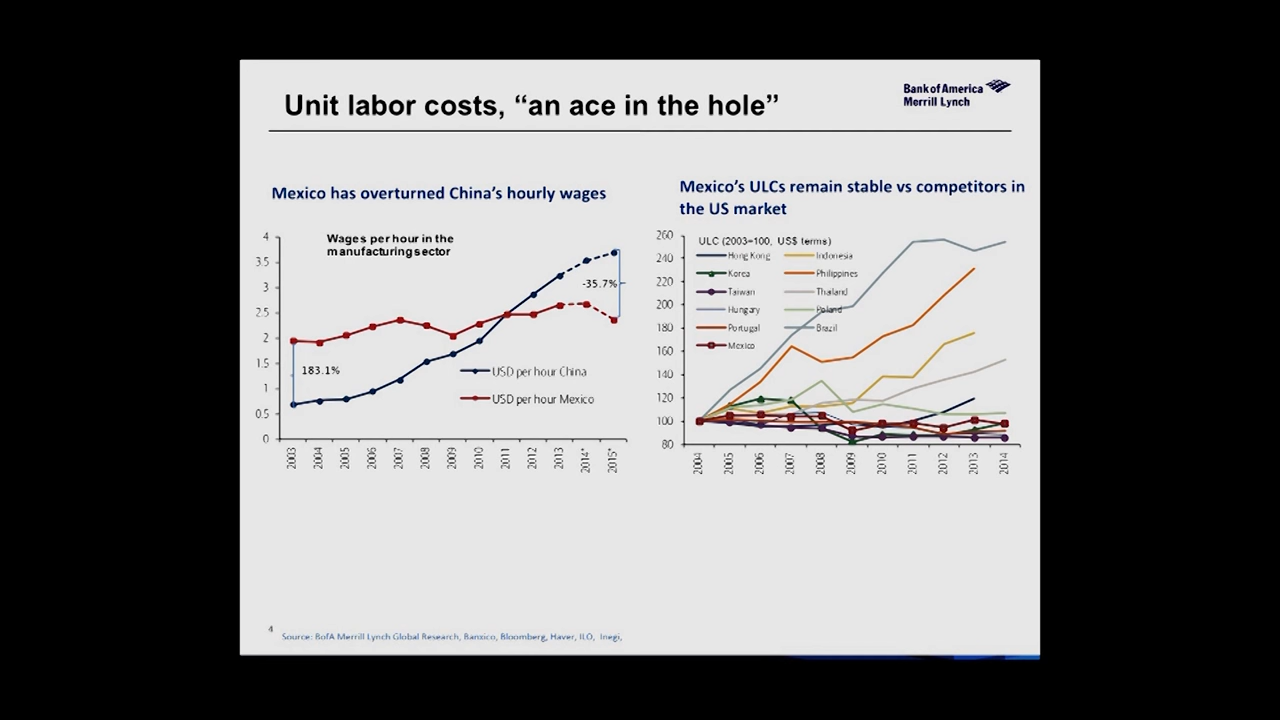 Unit labor costs, “an ace in the hole”
Bank of America
Merrill Lynch
Mexico has overturned China’s hourly wages
Wages per hour in the
manufacturing sector
4
3.5
3
2.5
2
1.5
1
0.5
0
183.1%
-35.7%
USD per hour China
USD per hour Mexico
2003 2004 2005 2006 2007 2008 2009 2010 2011 2012 2013 2014* 2015*
Mexico’s ULCs remain stable vs competitors in
the US market
ULC (2003=100, US$ terms)
260
240
220
200
180
160
140
120
100
80
Hong Kong Indonesia
Korea Philippines
Taiwan Thailand
Hungary Poland
Portugal Brazil
Mexico
2004 2005 2006 2007 2008 2009 2010 2011 2012 2013 2014
4
Source: BofA Merrill Lynch Global Research, Banxico, Bloomberg, Haver, ILO, Inegi,